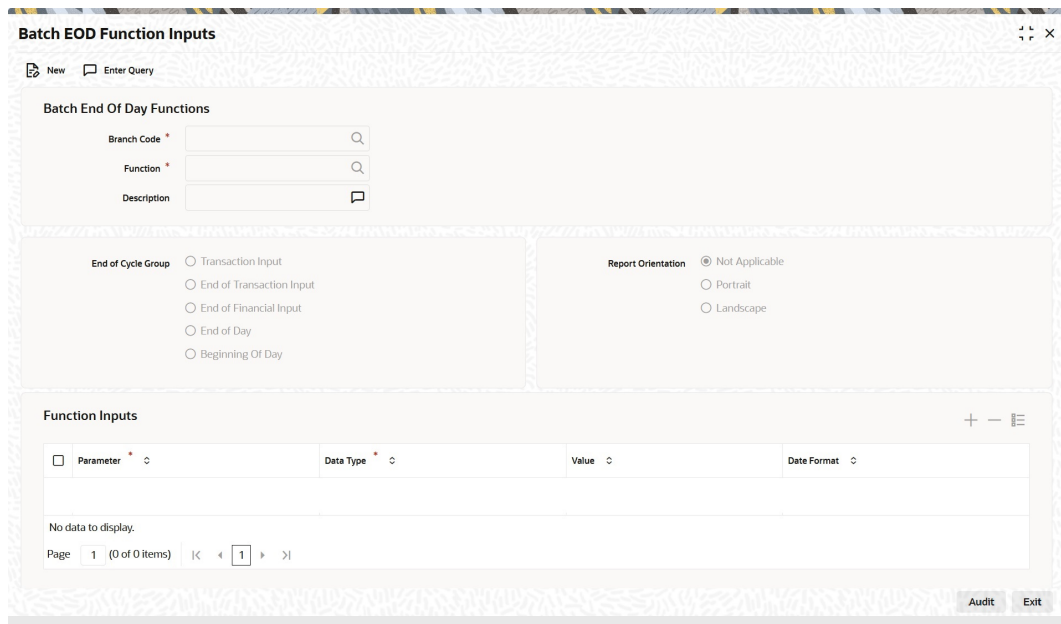 Batch EOD Function Inputs
New Enter Query
Batch End Of Day Functions
Branch Code *
Function *
Description
End of Cycle Group Transaction Input
End of Transaction Input
End of Financial Input
End of Day
Beginning Of Day
Report Orientation Not Applicable
Portrait
Landscape
Function Inputs
Parameter * Data Type * Value Date Format
No data to display.
Page 1 (0 of 0 items) 1
Audit Exit